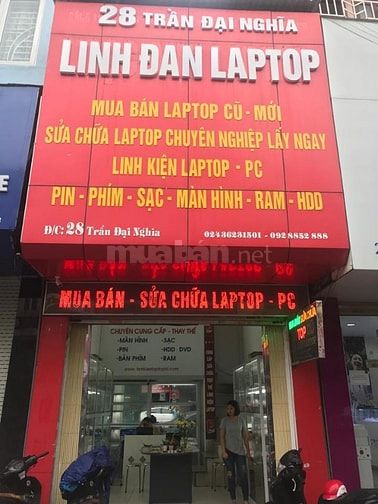 28 TRẦN ĐẠI NGHĨA
LINH ĐAN LAPTOP
MUA BÁN LAPTOP CŨ - MỚI
SỬA CHỮA LAPTOP CHUYÊN NGHIỆP LẤY NGAY
LINH KIỆN LAPTOP - PC
PIN - PHÍM - SẠC - MÀN HÌNH - RAM - HDD
Đ/C: 28 Trần Đại Nghĩa
02436231501 - 092 8852 888
muaban.net
MUA BÁN - SỬA CHỮA LAPTOP - PC
TOP
CHUYÊN CUNG CẤP - THAY THẾ
-MÀN HÌNH -SẠC
-PIN -HDD DVD
-BÀN PHÍM -RAM